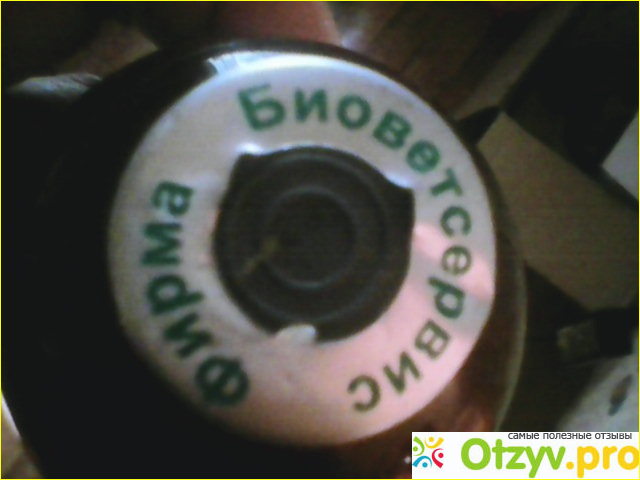 Фирма Биоветсервис
самые полезные отзывы
Otzyv.pro